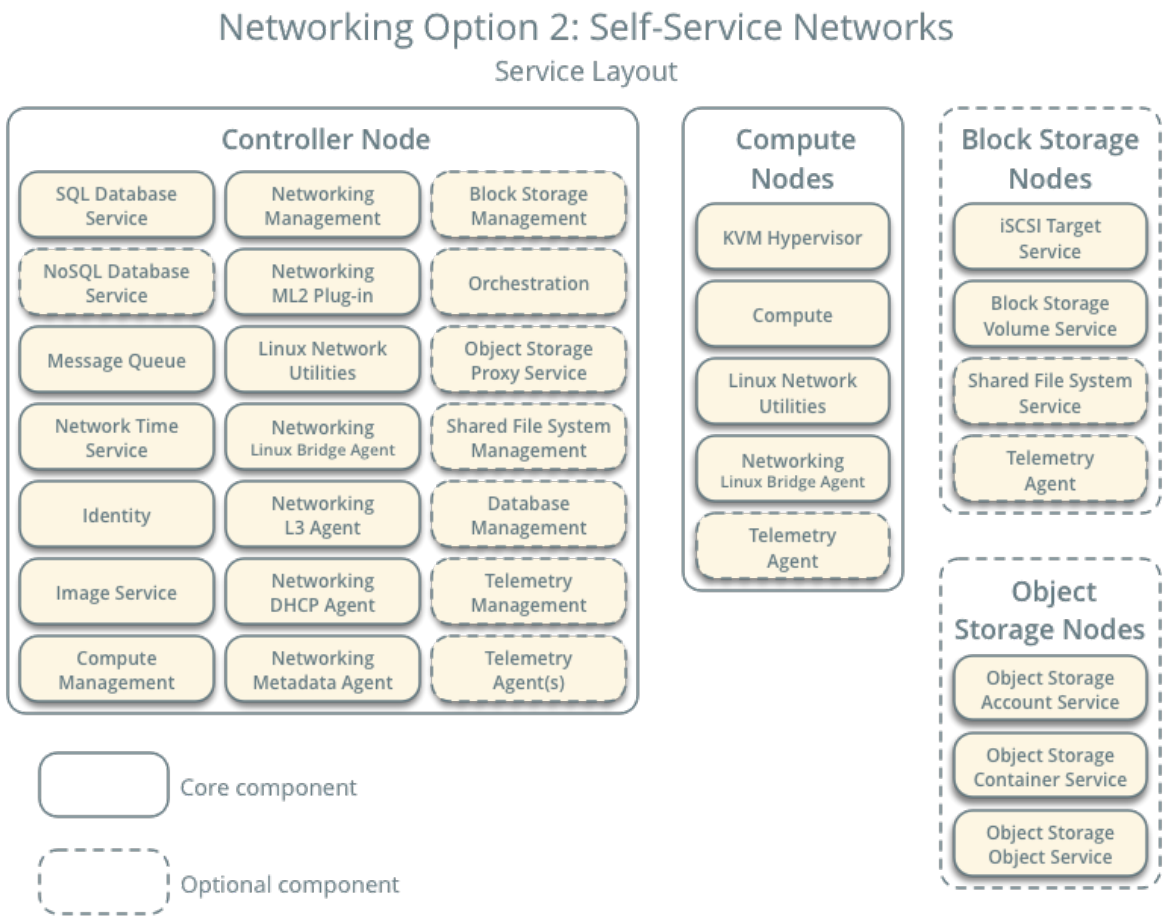 Networking Option 2: Self-Service Networks
Service Layout
Controller Node
SQL Database
Service
Networking
Management
Block Storage
Management
NoSQL Database
Service
Networking
ML2 Plug-in
Orchestration
Message Queue
Linux Network
Utilities
Object Storage
Proxy Service
Network Time
Service
Networking
Linux Bridge Agent
Shared File System
Management
Identity
Networking
L3 Agent
Database
Management
Image Service
Networking
DHCP Agent
Telemetry
Management
Compute
Management
Networking
Metadata Agent
Telemetry
Agent(s)
Compute
Nodes
KVM Hypervisor
Compute
Linux Network
Utilities
Networking
Linux Bridge Agent
Telemetry
Agent
Block Storage
Nodes
iSCSI Target
Service
Block Storage
Volume Service
Shared File System
Service
Telemetry
Agent
Object
Storage Nodes
Object Storage
Account Service
Object Storage
Container Service
Object Storage
Object Service
Core component
Optional component